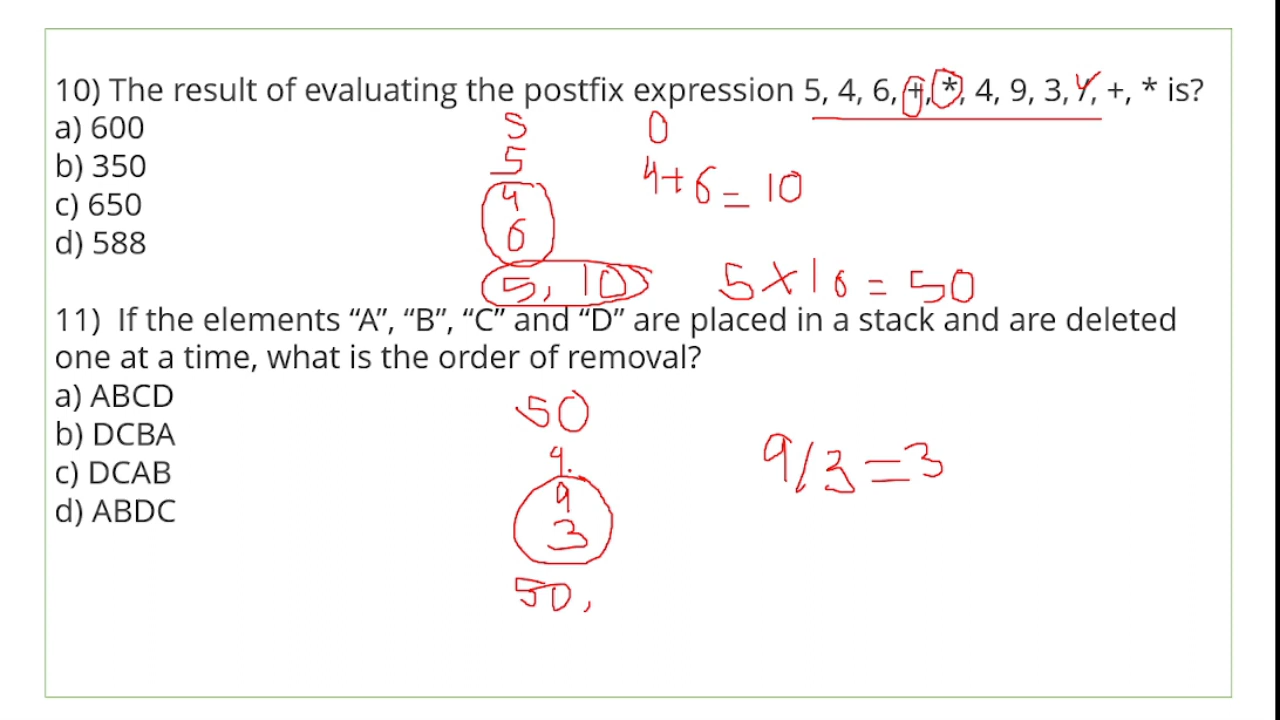 10) The result of evaluating the postfix expression 5, 4, 6, +, *, 4, 9, 3, /, +, * is?
a) 600
b) 350
c) 650
d) 588
S O
5
4
6
4+6=10
5, 10
5×10=50
11) If the elements “A”, “B”, “C” and “D” are placed in a stack and are deleted
one at a time, what is the order of removal?
a) ABCD
b) DCBA
c) DCAB
d) ABDC
50
4.
9
3
9/3=3
50,